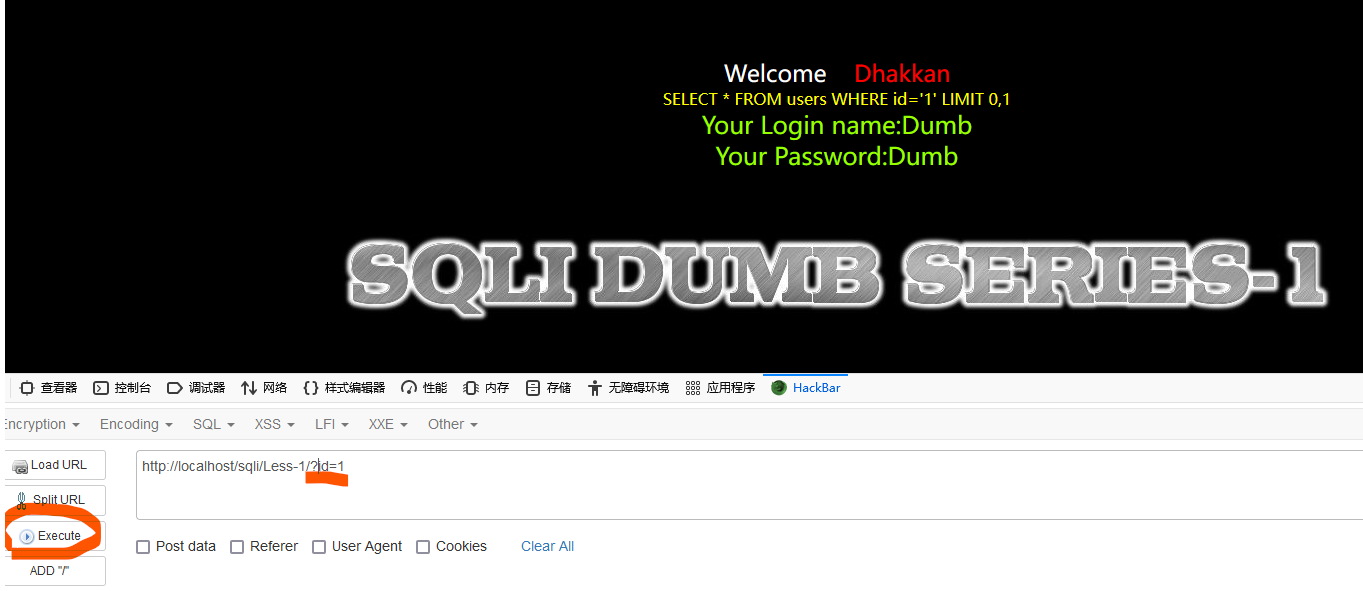 Welcome Dhakkan
SELECT * FROM users WHERE id='1' LIMIT 0,1
Your Login name:Dumb
Your Password:Dumb
SQLI DUMB SERIES-1
查看器 控制台 调试器 网络 {} 样式编辑器 性能 内存 存储 无障碍环境 应用程序 HackBar
Encryption Encoding SQL XSS LFI XXE Other
Load URL
http://localhost/sqli/Less-1/?id=1
Split URL
Execute
Post data Referer User Agent Cookies Clear All
ADD "/"